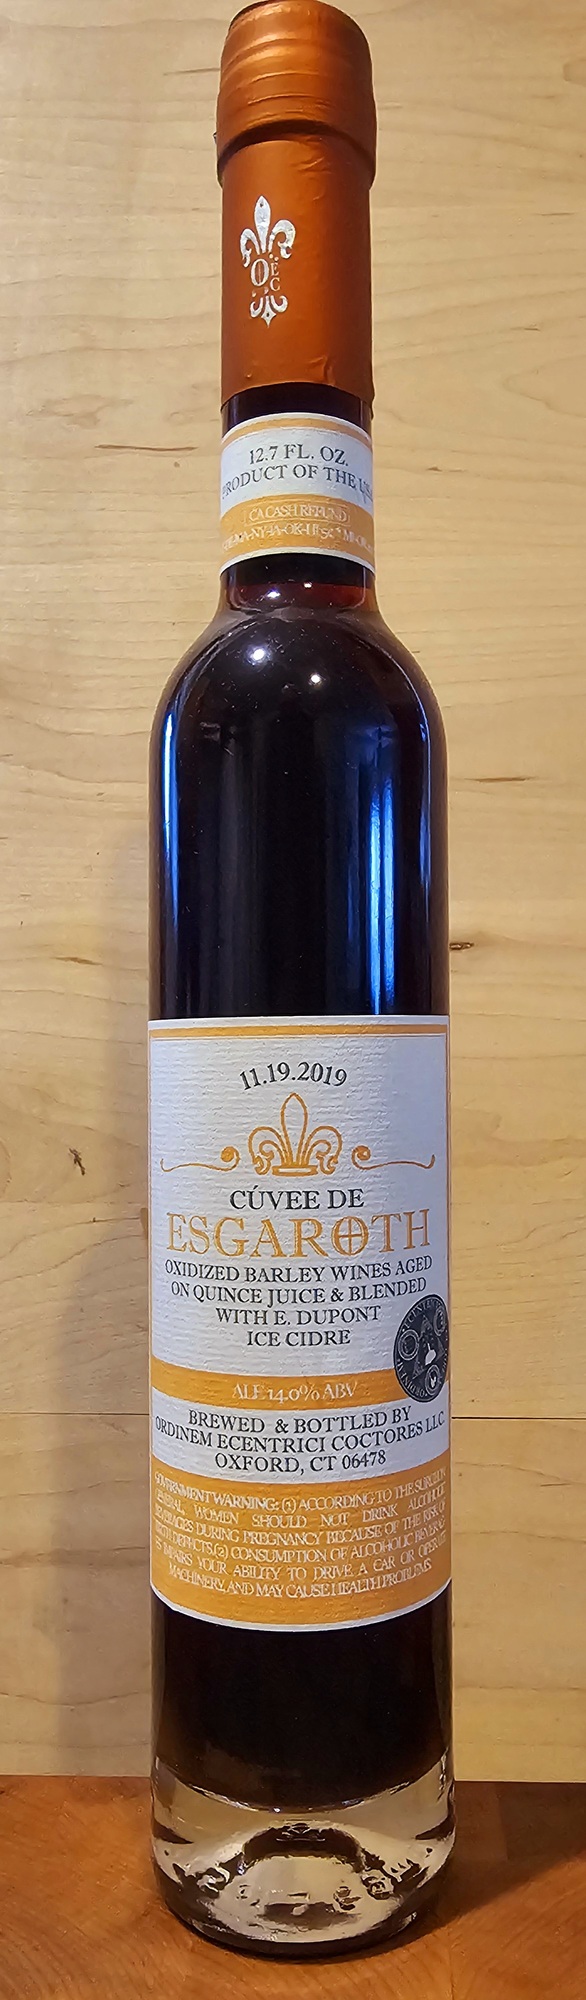 OEC
12.7 FL. OZ.
PRODUCT OF THE US
CA CASH REFUND
11.19.2019
CÚVEE DE
ESGAROTH
OXIDIZED BARLEY WINES AGED
ON QUINCE JUICE & BLENDED
WITH E. DUPONT
ICE CIDRE
ALE 14.0% ABV
BREWED & BOTTLED BY
ORDINEM ECENTRICI COCTORES LLC.
OXFORD, CT 06478
GOVERNMENT WARNING: (1) ACCORDING TO THE SURGEON
GENERAL, WOMEN SHOULD NOT DRINK ALCOHOLIC
BEVERAGES DURING PREGNANCY BECAUSE OF THE RISK OF
BIRTH DEFECTS.(2) CONSUMPTION OF ALCOHOLIC BEVERAG
ES IMPAIRS YOUR ABILITY TO DRIVE A CAR OR OPERATE
MACHINERY, AND MAY CAUSE HEALTH PROBLEMS.